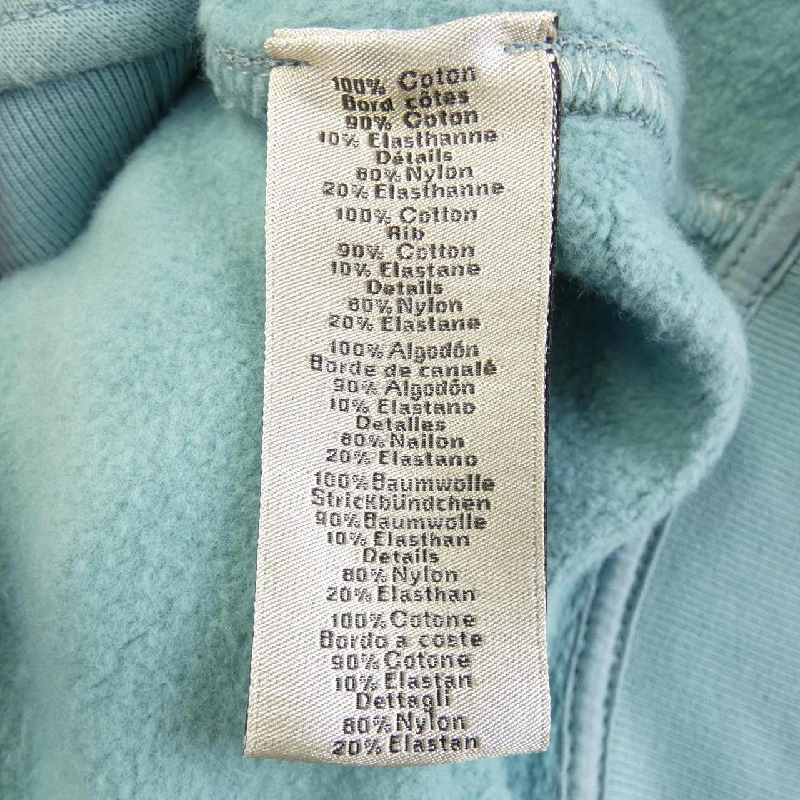 100% Coton
Bord côtes
90% Coton
10% Elasthanne
Détails
80% Nylon
20% Elasthanne
100% Cotton
Rib
90% Cotton
10% Elastane
Details
80% Nylon
20% Elastane
100% Algodón
Borde de canalé
90% Algodón
10% Elastano
Detalles
80% Nailon
20% Elastano
100% Baumwolle
Strickbündchen
90% Baumwolle
10% Elasthan
Details
80% Nylon
20% Elasthan
100% Cotone
Bordo a coste
90% Cotone
10% Elastan
Dettagli
80% Nylon
20% Elastan